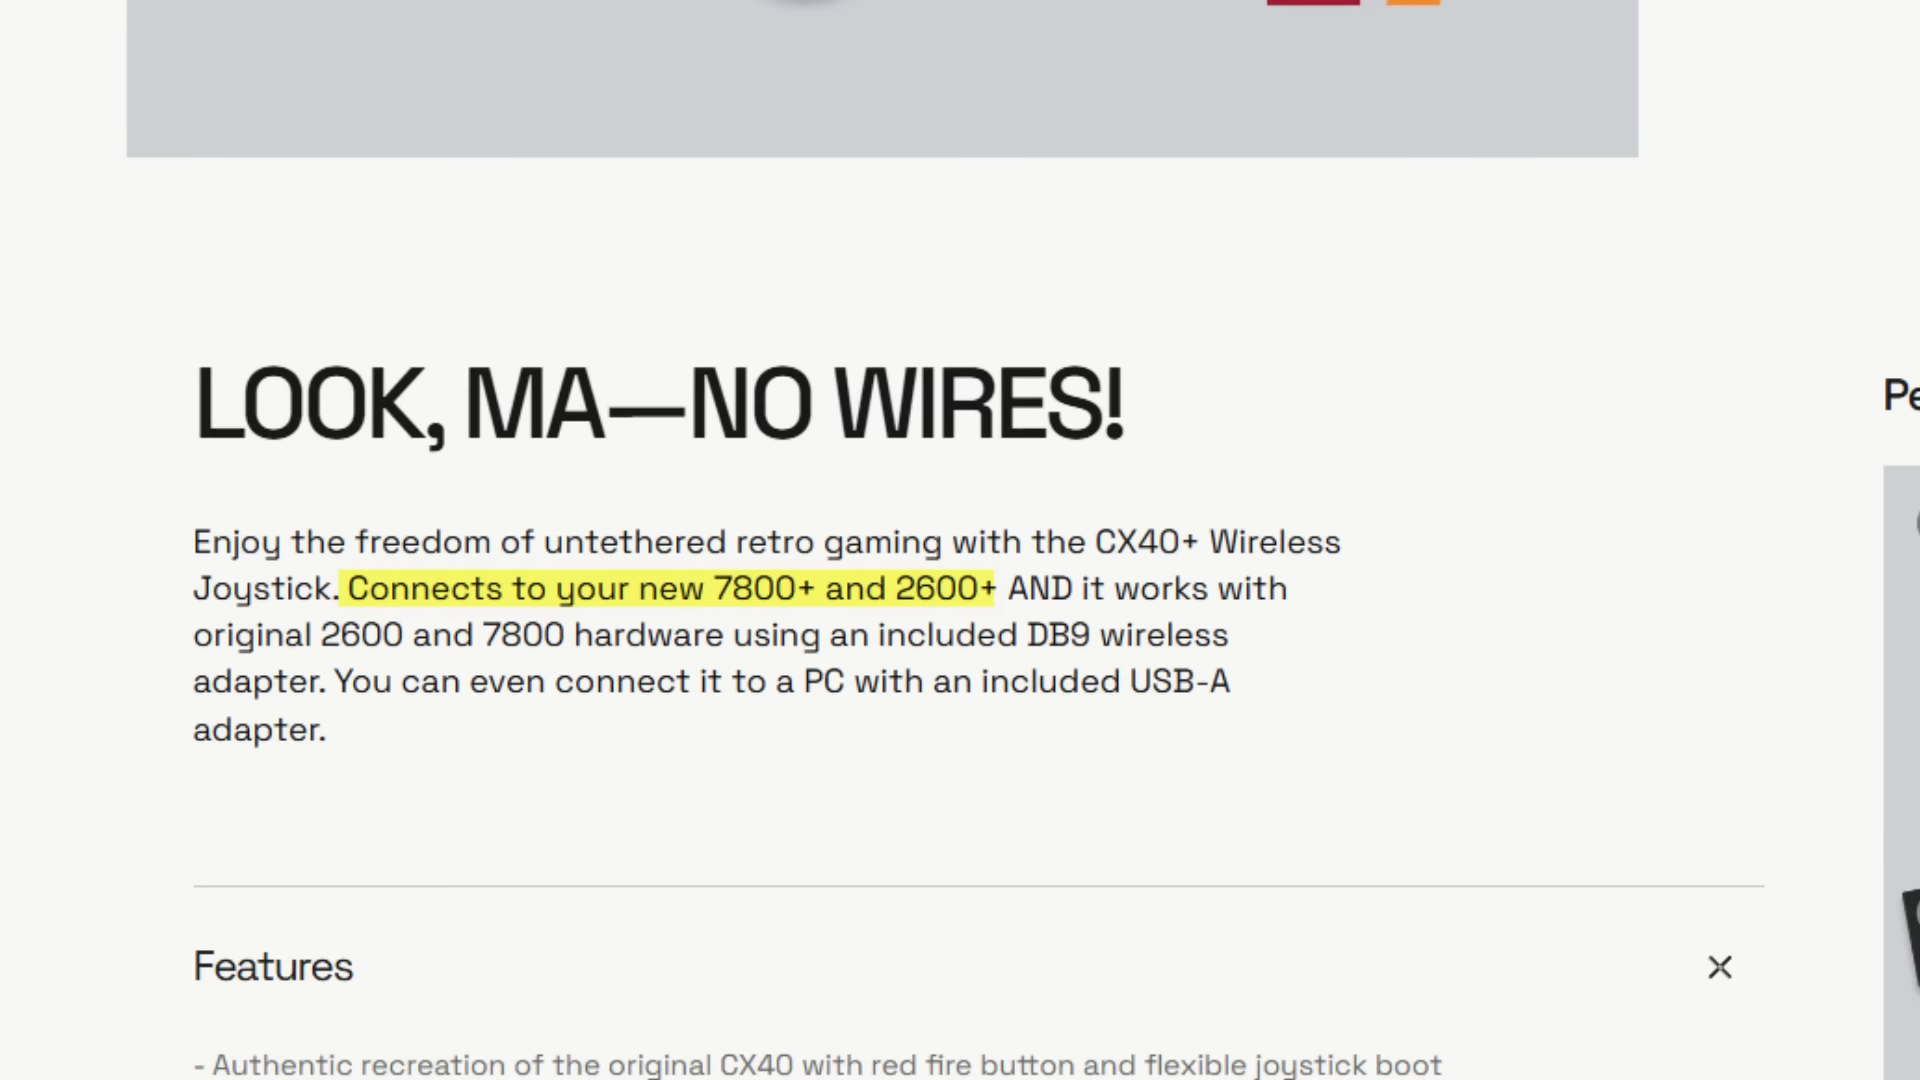 LOOK, MA—NO WIRES!
Enjoy the freedom of untethered retro gaming with the CX40+ Wireless
Joystick. Connects to your new 7800+ and 2600+ AND it works with
original 2600 and 7800 hardware using an included DB9 wireless
adapter. You can even connect it to a PC with an included USB-A
adapter.
Features
- Authentic recreation of the original CX40 with red fire button and flexible joystick boot